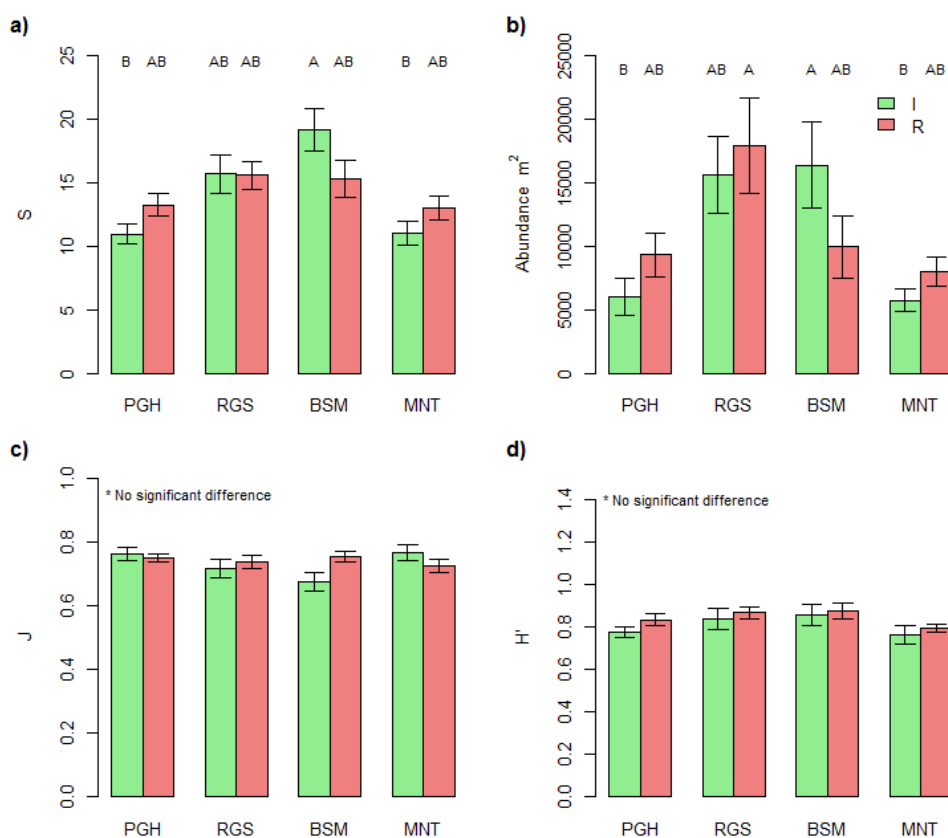 a)
25
20
15
10
5
0
S
B AB AB AB A AB B AB
PGH RGS BSM MNT
b)
25000
20000
15000
10000
5000
0
Abundance m²
B AB AB A A AB B AB
I
R
PGH RGS BSM MNT
c)
1.0
0.8
0.6
0.4
0.2
0.0
J
* No significant difference
PGH RGS BSM MNT
d)
1.4
1.2
1.0
0.8
0.6
0.4
0.2
0.0
H'
* No significant difference
PGH RGS BSM MNT